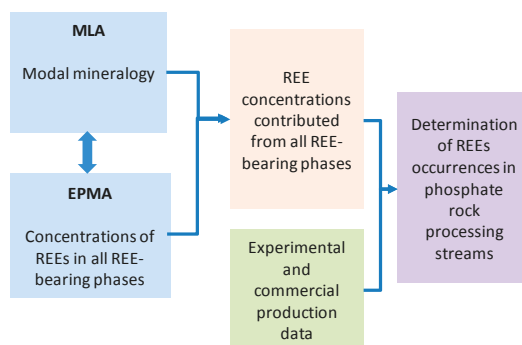 MLA
Modal mineralogy
EPMA
Concentrations of
REEs in all REE-
bearing phases
REE
concentrations
contributed
from all REE-
bearing phases
Experimental
and
commercial
production
data
Determination
of REEs
occurrences in
phosphate
rock
processing
streams